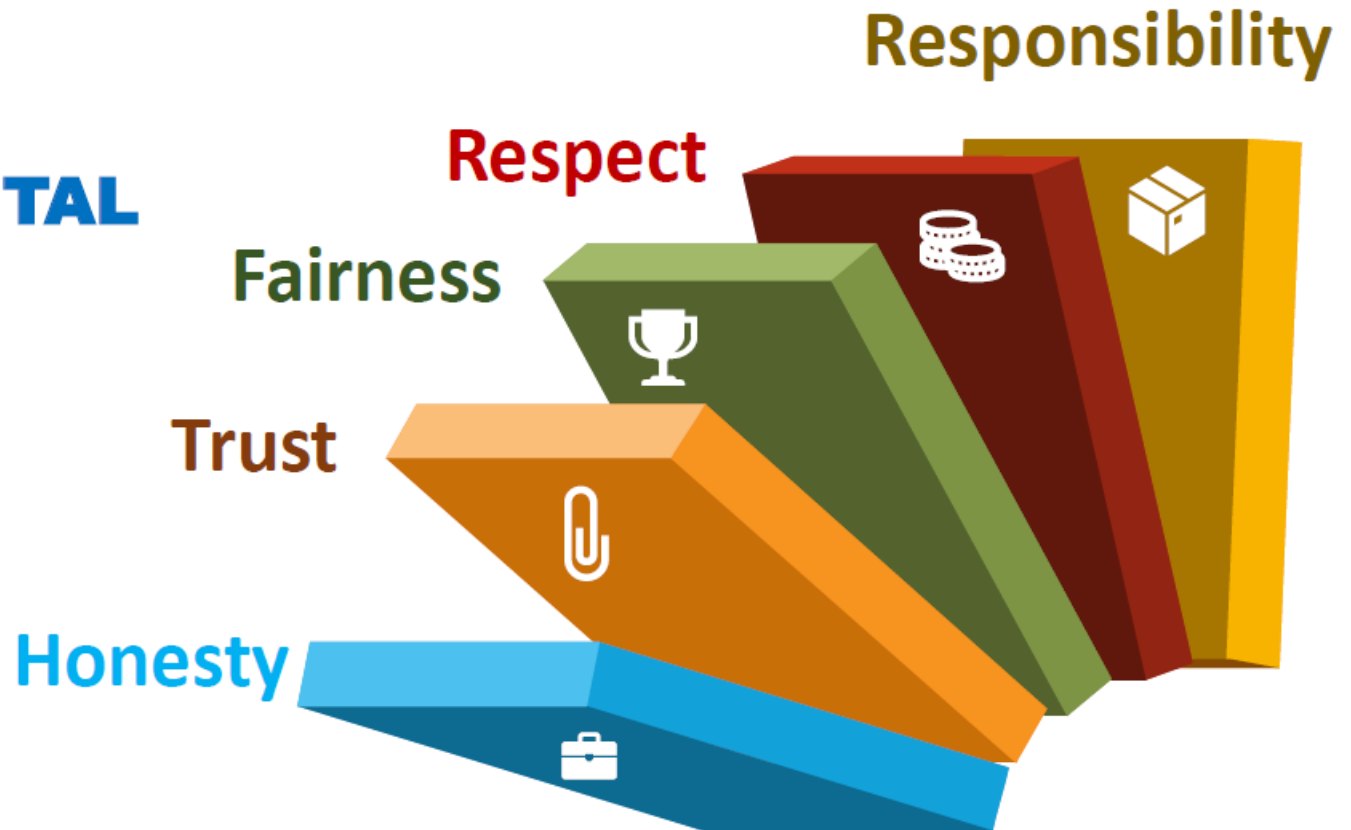 Responsibility
Respect
TAL
Fairness
Trust
Honesty